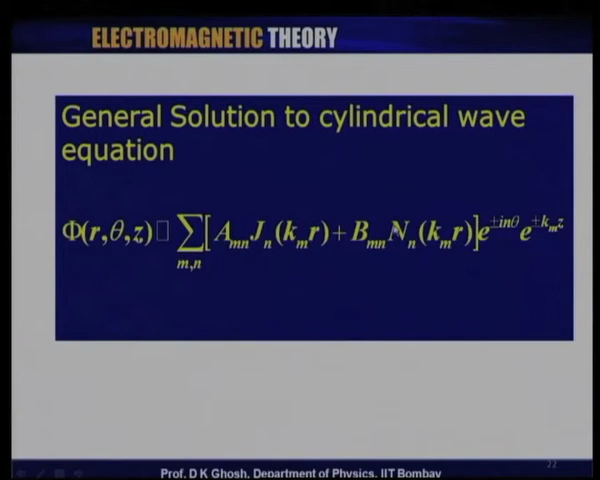 ELECTROMAGNETIC THEORY
General Solution to cylindrical wave
equation
Φ(r,θ,z)□ ∑[A_{mn}J_n(k_m r)+B_{mn}N_n(k_m r)]e^{±inθ}e^{±k_m z}
m,n
22
Prof. D K Ghosh, Department of Physics, IIT Bombay